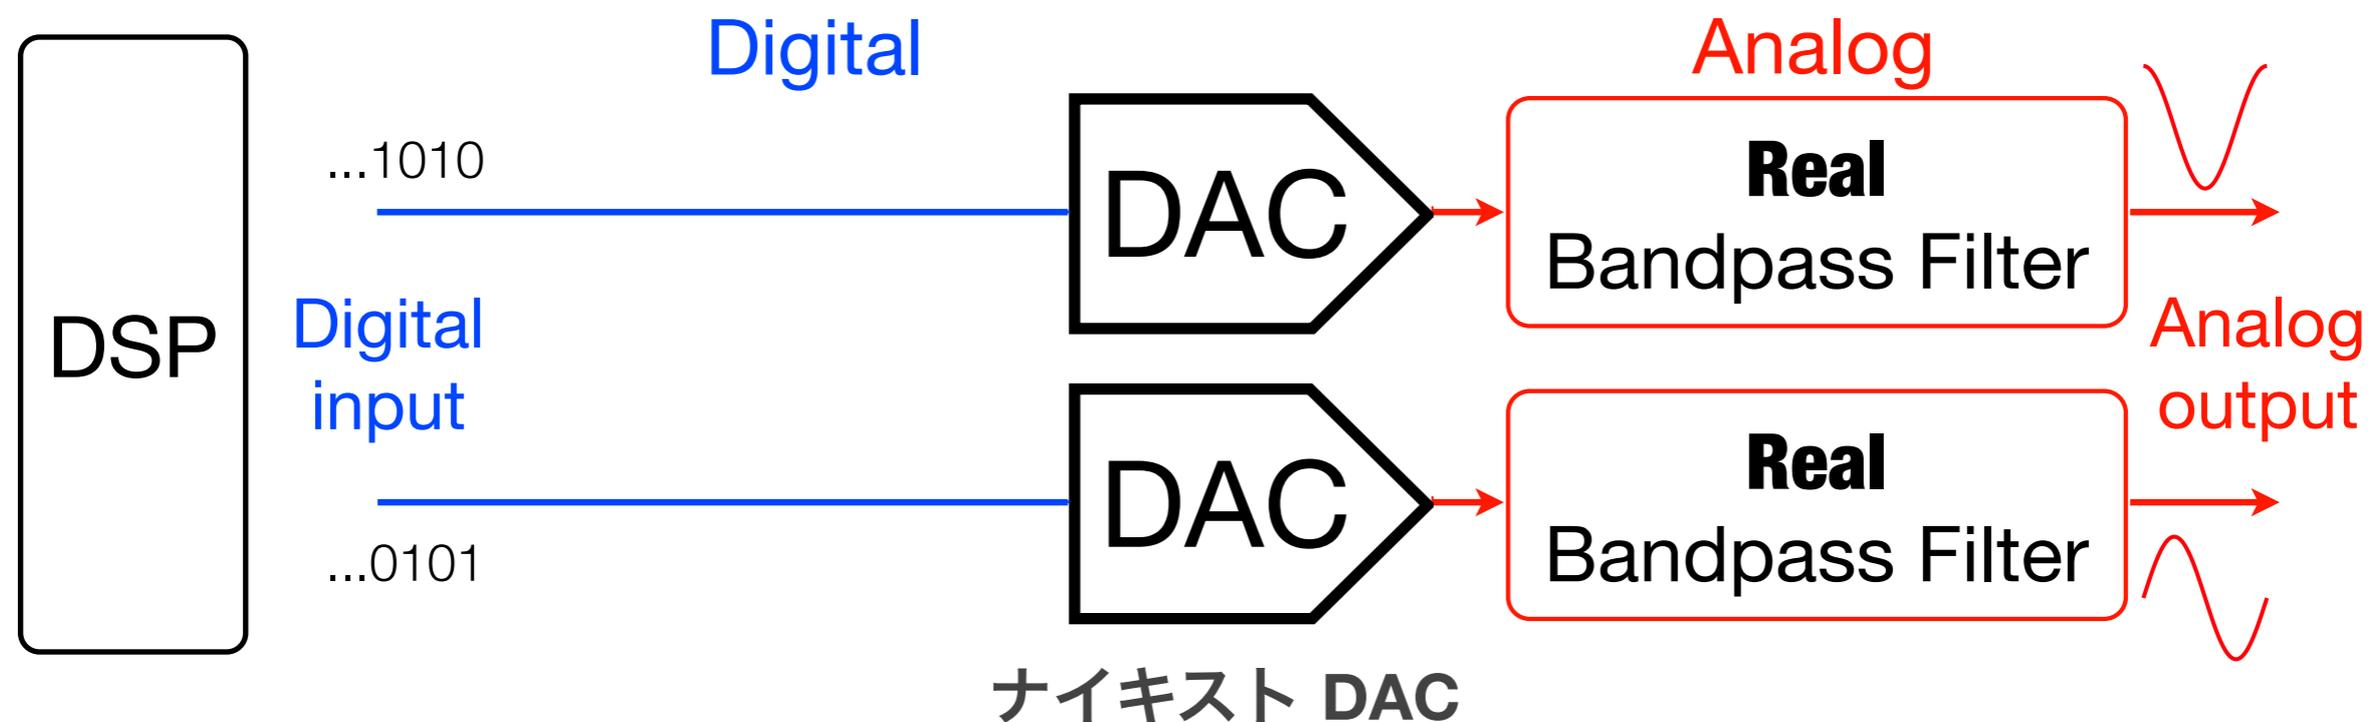 Digital
Analog
...1010
DAC
Real
Bandpass Filter
DSP
Digital
input
Analog
output
DAC
Real
Bandpass Filter
...0101
ナイキスト DAC